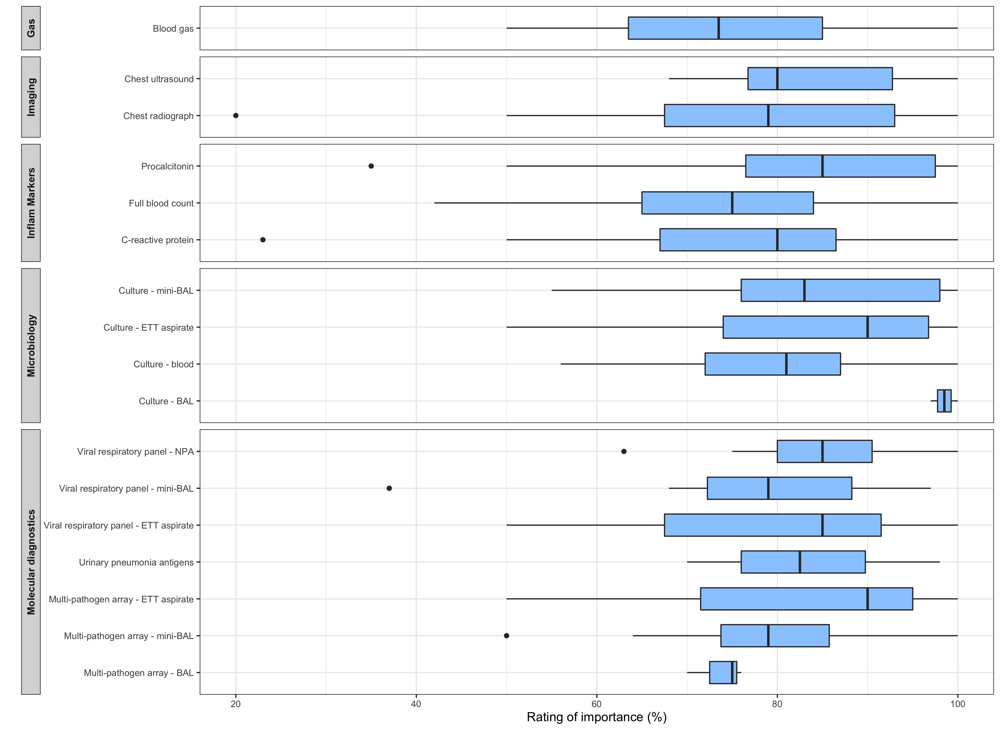 Gas
Blood gas
Imaging
Chest ultrasound
Chest radiograph
Inflam Markers
Procalcitonin
Full blood count
C-reactive protein
Microbiology
Culture - mini-BAL
Culture - ETT aspirate
Culture - blood
Culture - BAL
Molecular diagnostics
Viral respiratory panel - NPA
Viral respiratory panel - mini-BAL
Viral respiratory panel - ETT aspirate
Urinary pneumonia antigens
Multi-pathogen array - ETT aspirate
Multi-pathogen array - mini-BAL
Multi-pathogen array - BAL
20 40 60 80 100
Rating of importance (%)